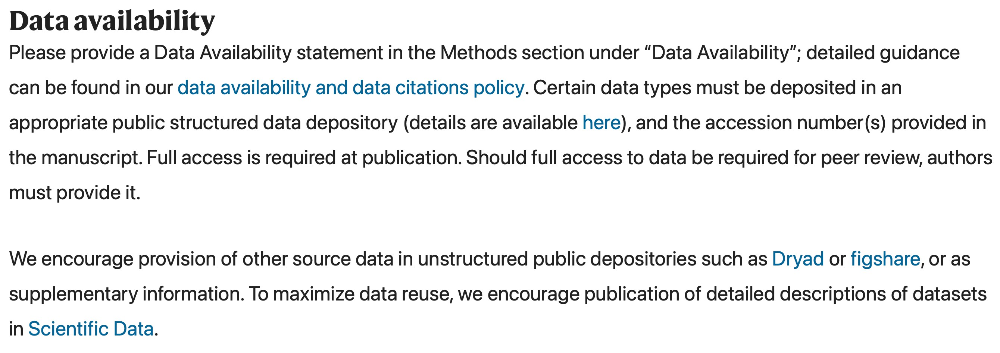 Data availability
Please provide a Data Availability statement in the Methods section under “Data Availability”; detailed guidance
can be found in our data availability and data citations policy. Certain data types must be deposited in an
appropriate public structured data depository (details are available here), and the accession number(s) provided in
the manuscript. Full access is required at publication. Should full access to data be required for peer review, authors
must provide it.
We encourage provision of other source data in unstructured public depositories such as Dryad or figshare, or as
supplementary information. To maximize data reuse, we encourage publication of detailed descriptions of datasets
in Scientific Data.